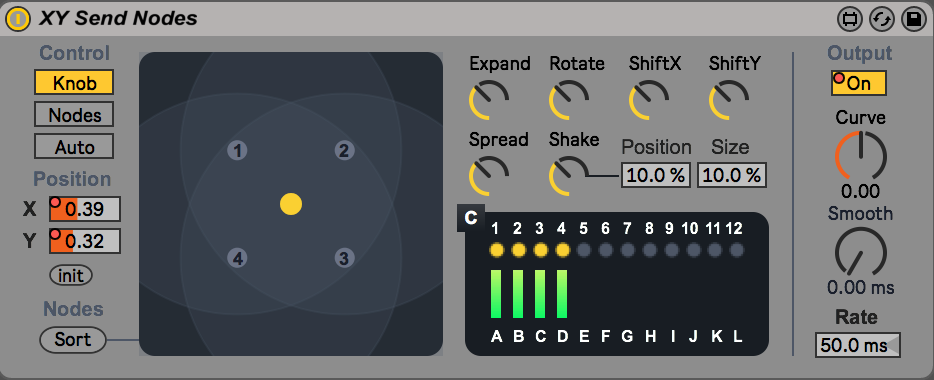 XY Send Nodes
Control
Knob
Nodes
Auto
Position
X 0.39
Y 0.32
init
Nodes
Sort
1 2
4 3
Expand Rotate ShiftX ShiftY
Spread Shake Position Size
10.0 % 10.0 %
C
1 2 3 4 5 6 7 8 9 10 11 12
A B C D E F G H I J K L
Output
On
Curve
0.00
Smooth
0.00 ms
Rate
50.0 ms